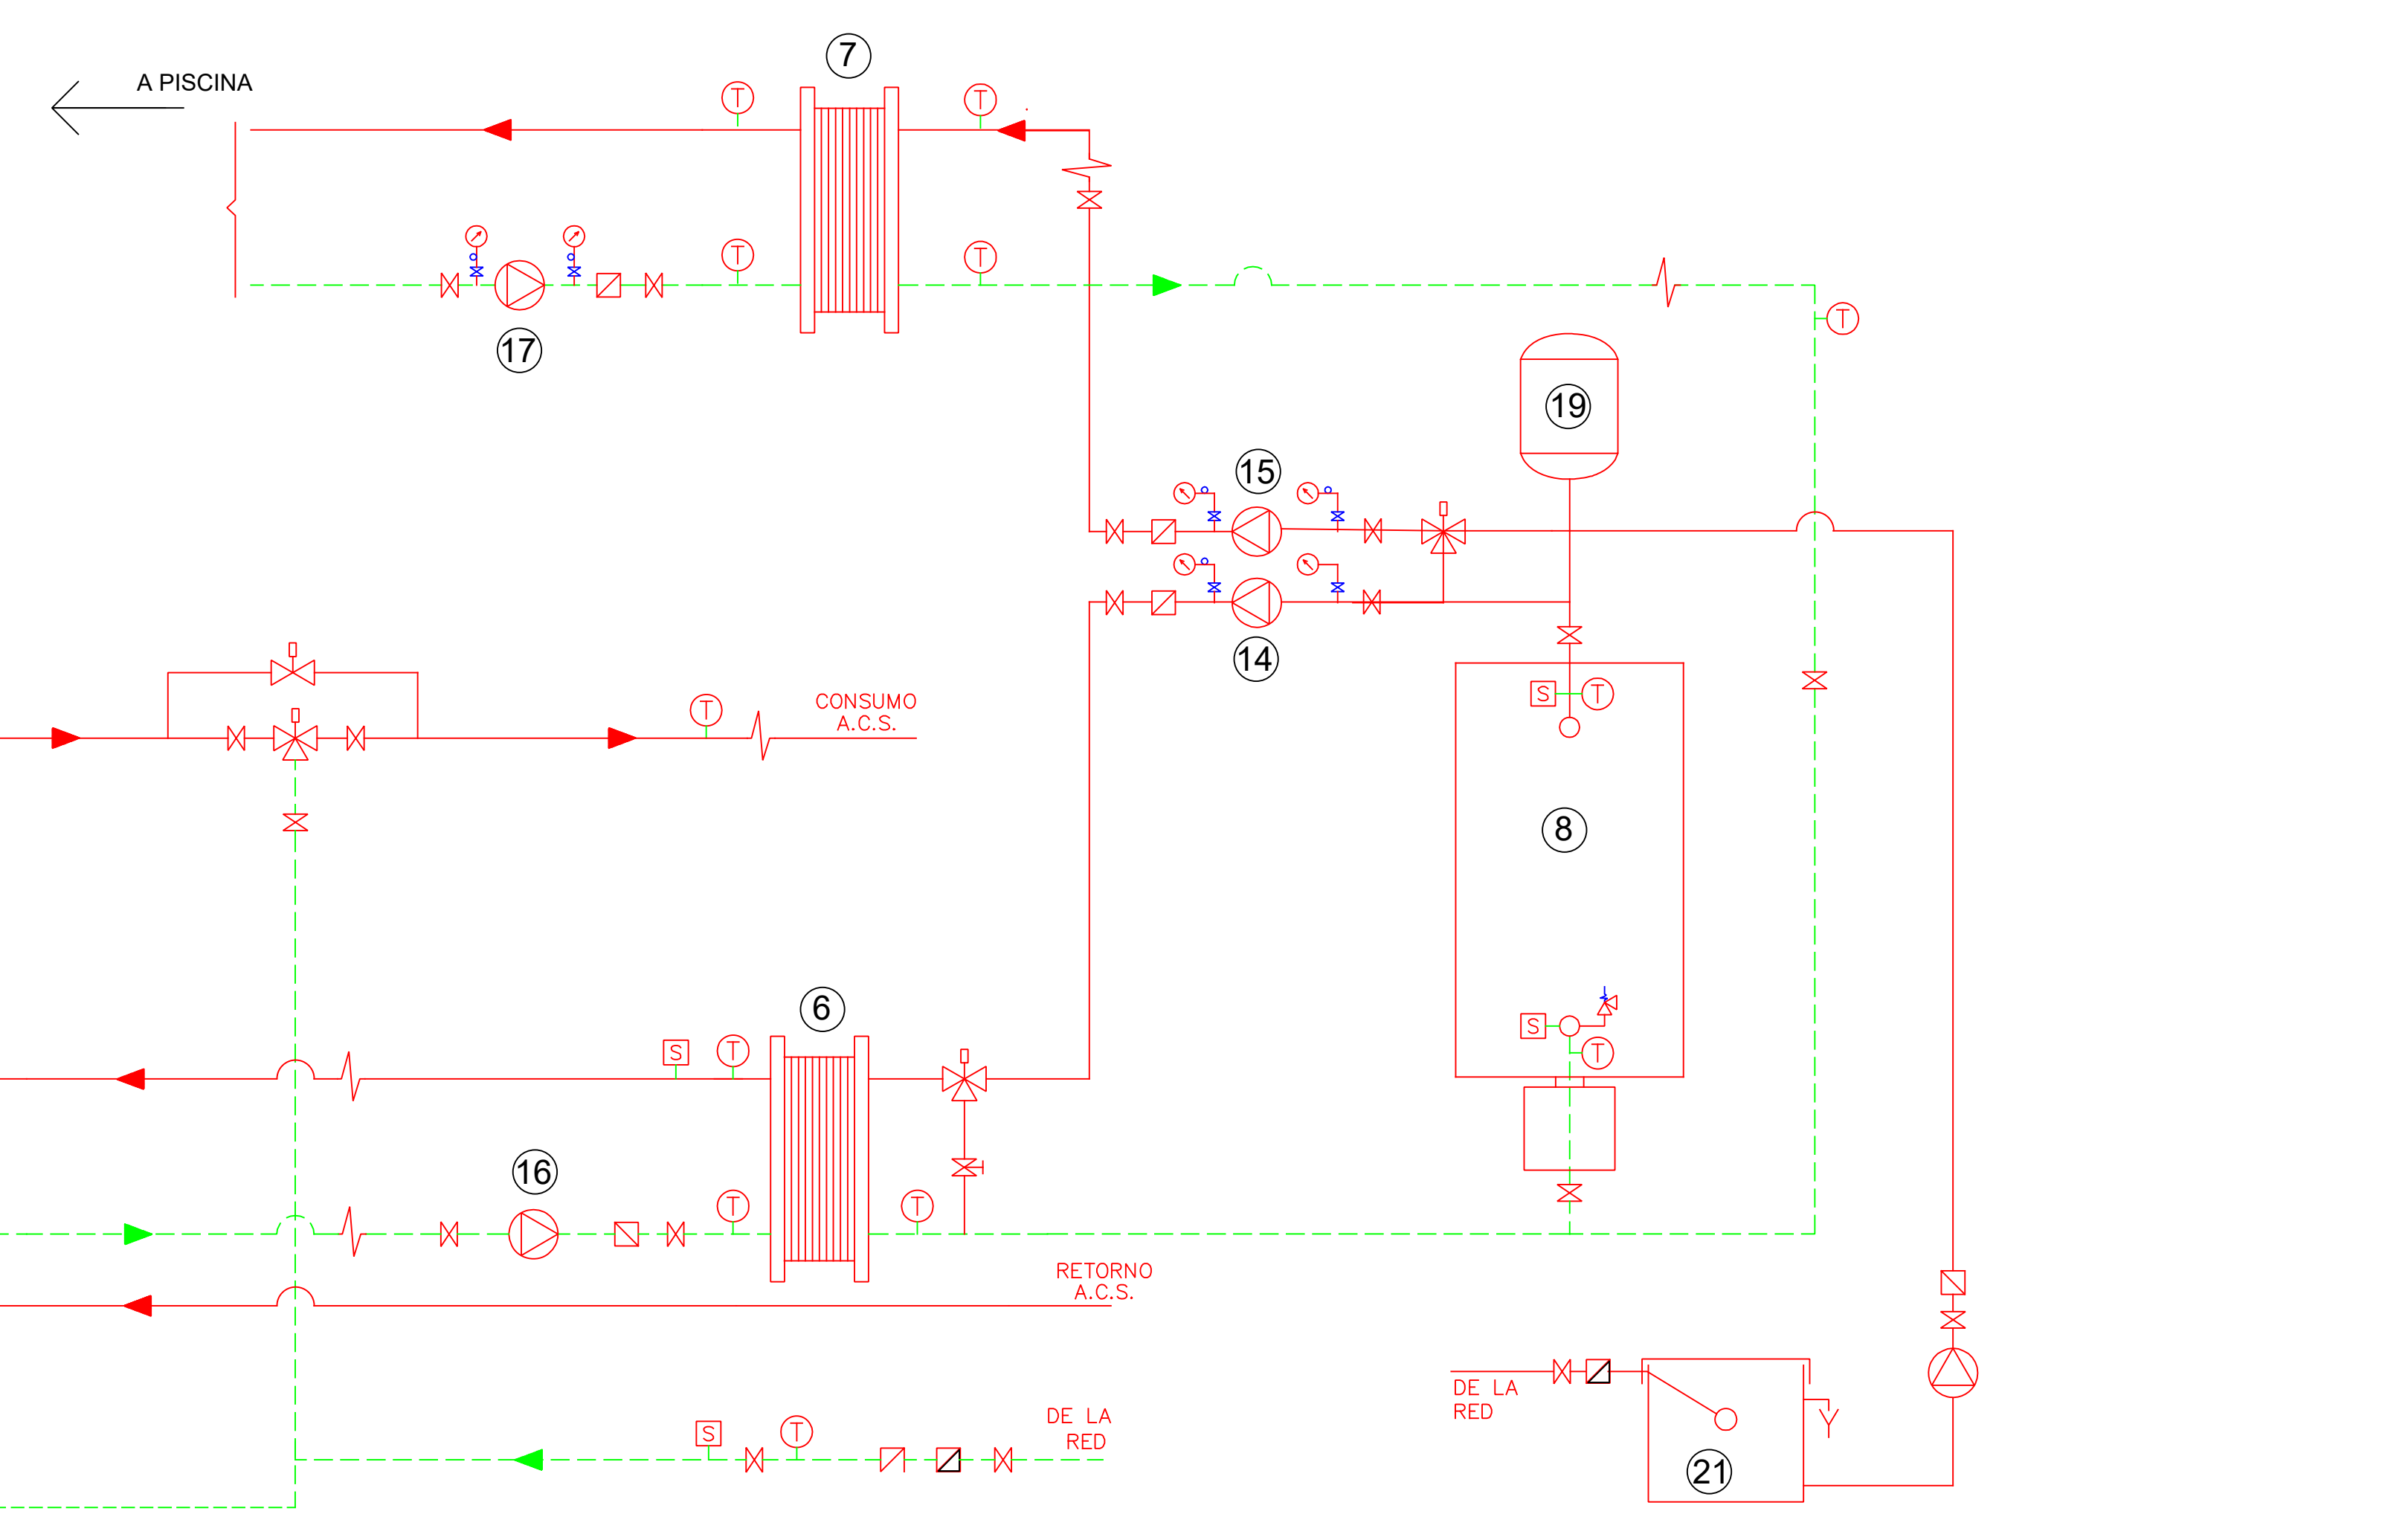 7
A PISCINA
T
T
T
T
17
T
19
15
14
CONSUMO
A.C.S.
T
S
T
8
6
S
T
S
T
16
T
T
RETORNO
A.C.S.
DE LA
RED
S
T
DE LA
RED
21